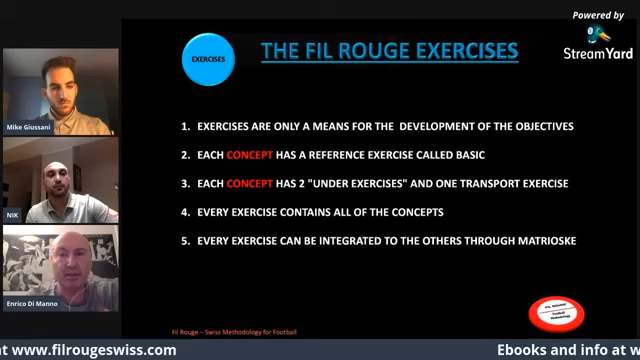 Powered by
StreamYard
EXERCISES
THE FIL ROUGE EXERCISES
Mike Giussani
NIK
Enrico Di Manno
1. EXERCISES ARE ONLY A MEANS FOR THE DEVELOPMENT OF THE OBJECTIVES
2. EACH CONCEPT HAS A REFERENCE EXERCISE CALLED BASIC
3. EACH CONCEPT HAS 2 "UNDER EXERCISES" AND ONE TRANSPORT EXERCISE
4. EVERY EXERCISE CONTAINS ALL OF THE CONCEPTS
5. EVERY EXERCISE CAN BE INTEGRATED TO THE OTHERS THROUGH MATRIOSKE
Football
Methodology
Fil Rouge – Swiss Methodology for Football
at www.filrougeswiss.com
Ebooks and info at w